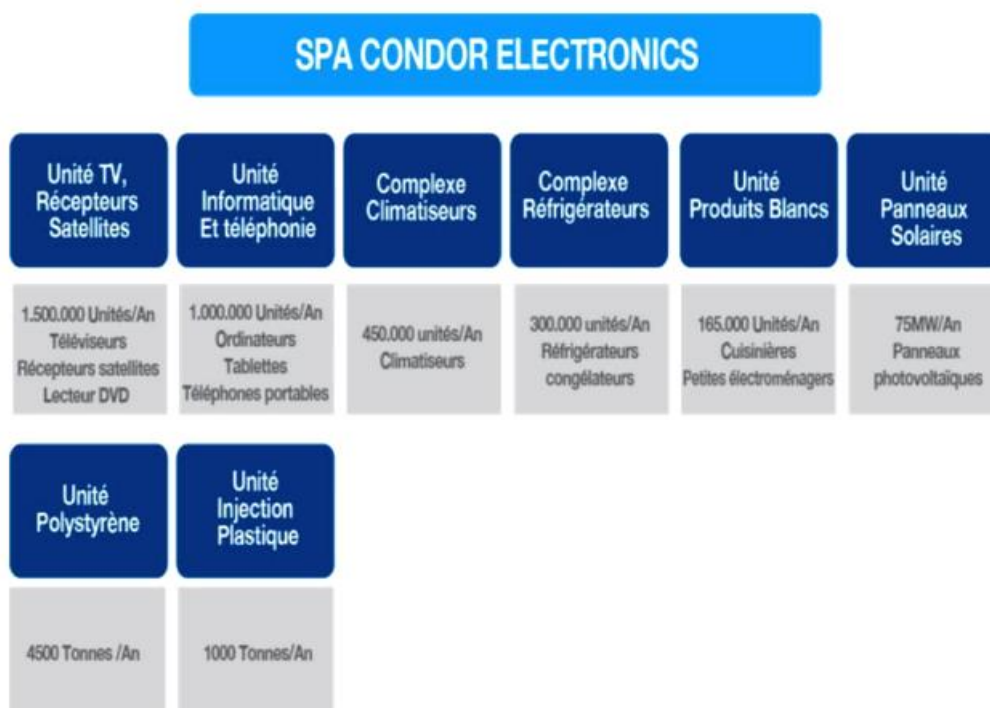 SPA CONDOR ELECTRONICS
Unité TV,
Récepteurs
Satellites
1.500.000 Unités/An
Téléviseurs
Récepteurs satellites
Lecteur DVD
Unité
Informatique
Et téléphonie
1.000.000 Unités/An
Ordinateurs
Tablettes
Téléphones portables
Complexe
Climatiseurs
450.000 unités/An
Climatiseurs
Complexe
Réfrigérateurs
300.000 unités/An
Réfrigérateurs
congélateurs
Unité
Produits Blancs
165.000 Unités/An
Cuisinières
Petites électroménagers
Unité
Panneaux
Solaires
75MW/An
Panneaux
photovoltaïques
Unité
Polystyrène
4500 Tonnes /An
Unité
Injection
Plastique
1000 Tonnes/An